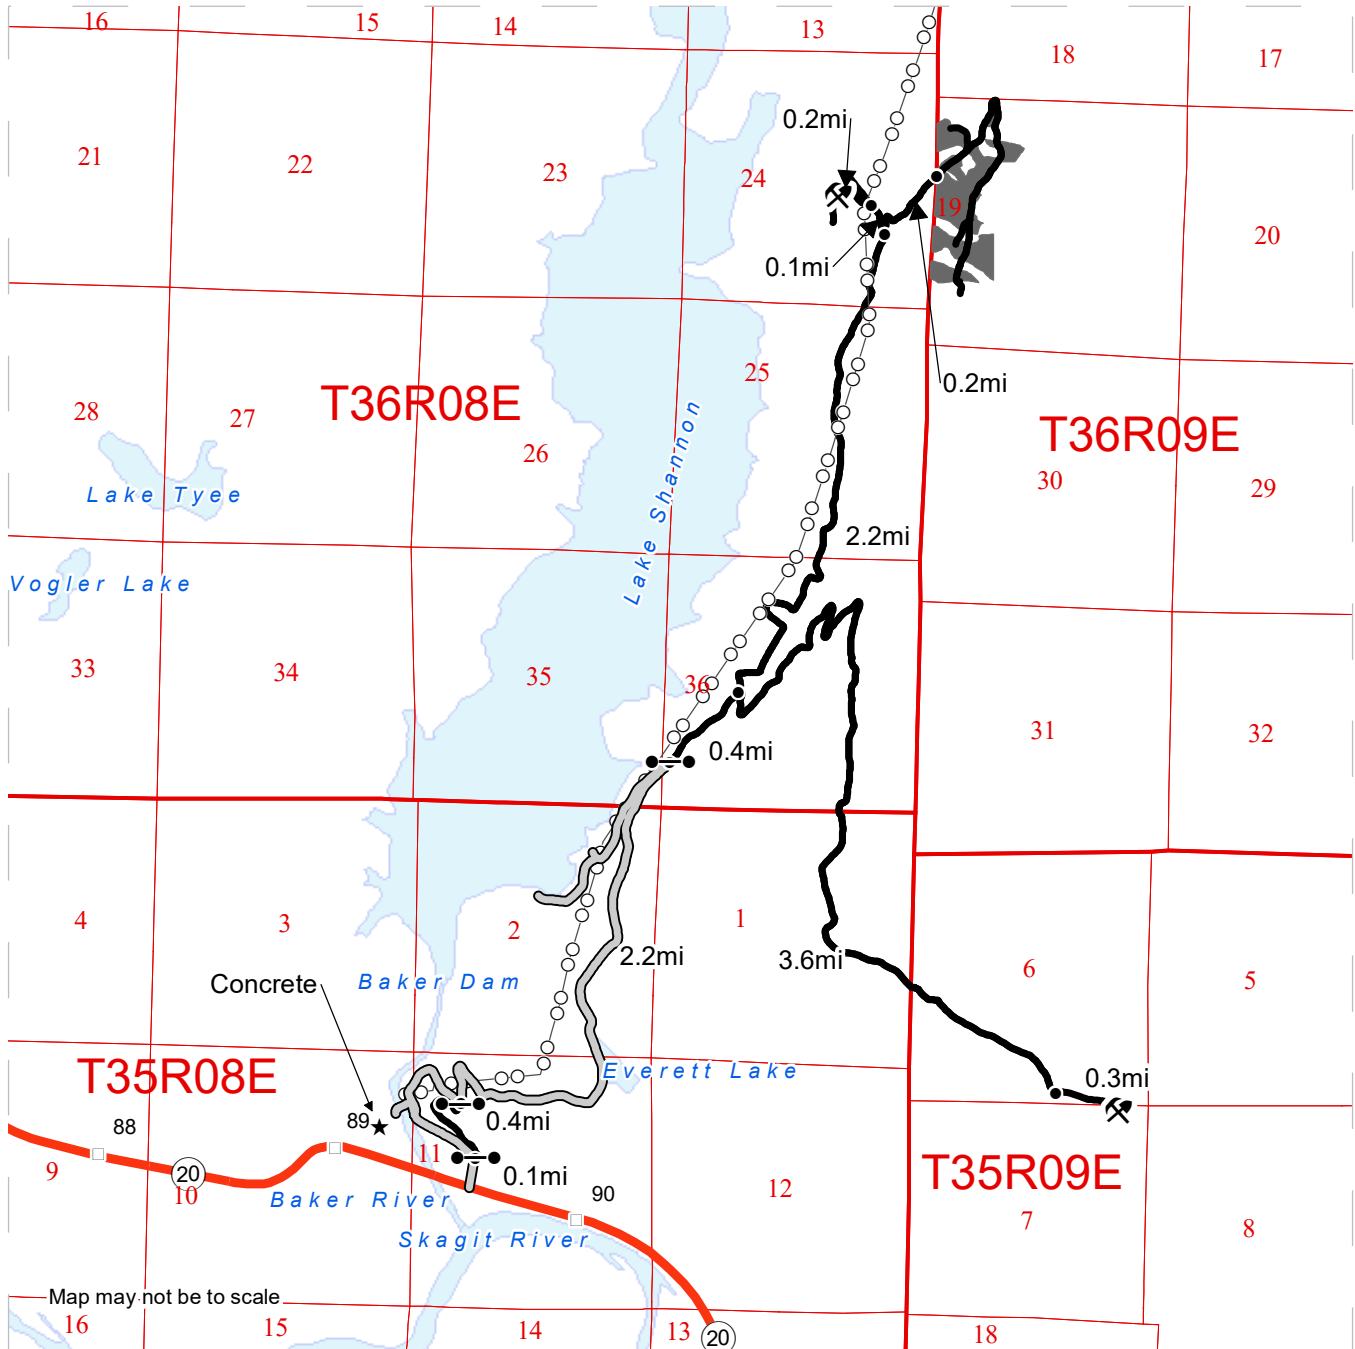 16
15
14
13
18
17
0.2mi
21
22
23
24
19
20
0.1mi
0.2mi
25
T36R08E
28
27
26
T36R09E
30
29
Lake Tyee
Lake Shannon
2.2mi
Vogler Lake
33
34
35
36
31
32
0.4mi
4
3
2
1
2.2mi
3.6mi
6
5
Concrete
Baker Dam
T35R08E
Everett Lake
0.3mi
88
89
0.4mi
11
9
20
10
0.1mi
90
12
T35R09E
Baker River
7
8
Skagit River
Map may not be to scale
16
15
14
13
20
18